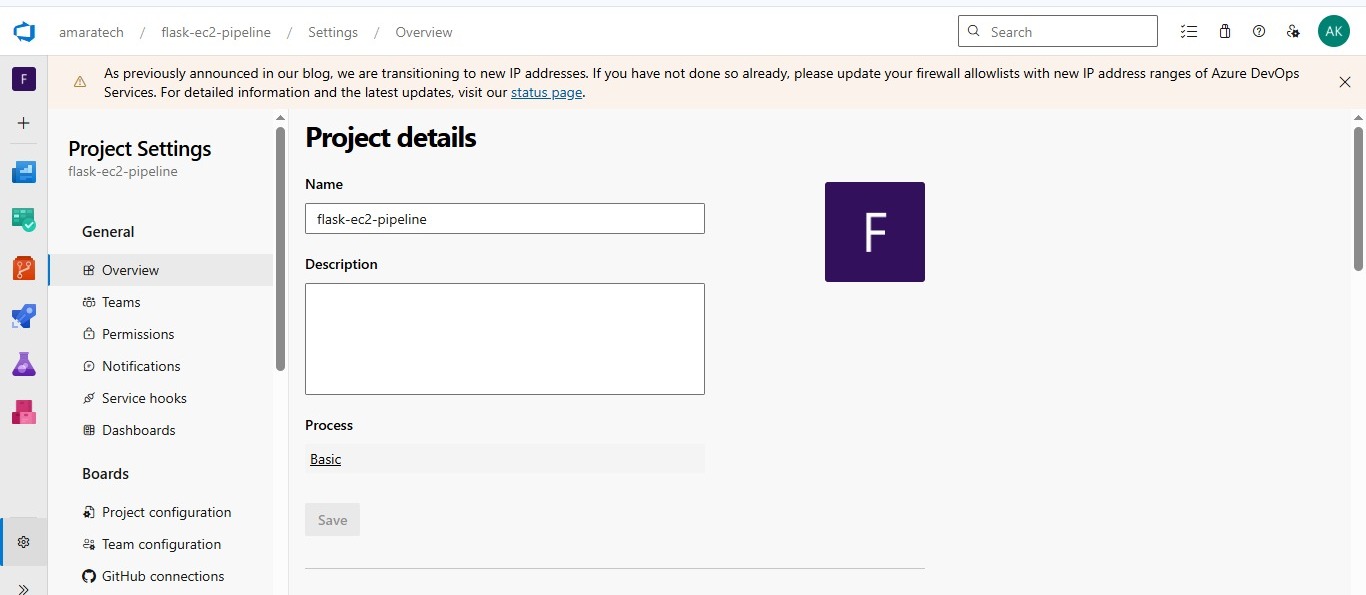 amaratech / flask-ec2-pipeline / Settings / Overview
Search
AK
F
As previously announced in our blog, we are transitioning to new IP addresses. If you have not done so already, please update your firewall allowlists with new IP address ranges of Azure DevOps
Services. For detailed information and the latest updates, visit our status page.
Project Settings
flask-ec2-pipeline
General
Overview
Teams
Permissions
Notifications
Service hooks
Dashboards
Boards
Project configuration
Team configuration
GitHub connections
Project details
Name
flask-ec2-pipeline
F
Description
Process
Basic
Save